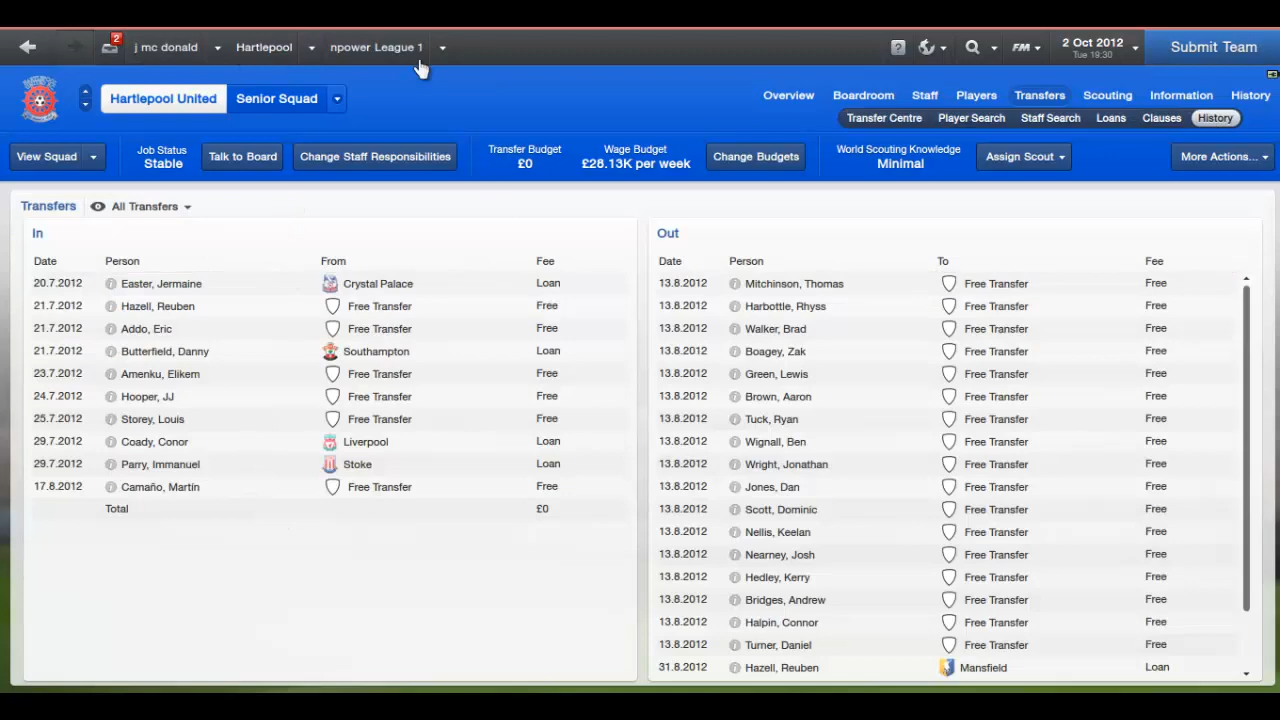 2
j mc donald
Hartlepool
npower League 1
?
FM
2 Oct 2012
Tue 19:30
Submit Team
Hartlepool United
Senior Squad
Overview
Boardroom
Staff
Players
Transfers
Scouting
Information
History
Transfer Centre
Player Search
Staff Search
Loans
Clauses
History
View Squad
Job Status
Stable
Talk to Board
Change Staff Responsibilities
Transfer Budget
£0
Wage Budget
£28.13K per week
Change Budgets
World Scouting Knowledge
Minimal
Assign Scout
More Actions...
Transfers
All Transfers
In
Date Person From Fee
20.7.2012 Easter, Jermaine Crystal Palace Loan
21.7.2012 Hazell, Reuben Free Transfer Free
21.7.2012 Addo, Eric Free Transfer Free
21.7.2012 Butterfield, Danny Southampton Loan
23.7.2012 Amenku, Elikem Free Transfer Free
24.7.2012 Hooper, JJ Free Transfer Free
25.7.2012 Storey, Louis Free Transfer Free
29.7.2012 Coady, Conor Liverpool Loan
29.7.2012 Parry, Immanuel Stoke Loan
17.8.2012 Camaño, Martín Free Transfer Free
Total £0
Out
Date Person To Fee
13.8.2012 Mitchinson, Thomas Free Transfer Free
13.8.2012 Harbottle, Rhyss Free Transfer Free
13.8.2012 Walker, Brad Free Transfer Free
13.8.2012 Boagey, Zak Free Transfer Free
13.8.2012 Green, Lewis Free Transfer Free
13.8.2012 Brown, Aaron Free Transfer Free
13.8.2012 Tuck, Ryan Free Transfer Free
13.8.2012 Wignall, Ben Free Transfer Free
13.8.2012 Wright, Jonathan Free Transfer Free
13.8.2012 Jones, Dan Free Transfer Free
13.8.2012 Scott, Dominic Free Transfer Free
13.8.2012 Nellis, Keelan Free Transfer Free
13.8.2012 Nearney, Josh Free Transfer Free
13.8.2012 Hedley, Kerry Free Transfer Free
13.8.2012 Bridges, Andrew Free Transfer Free
13.8.2012 Halpin, Connor Free Transfer Free
13.8.2012 Turner, Daniel Free Transfer Free
31.8.2012 Hazell, Reuben Mansfield Loan